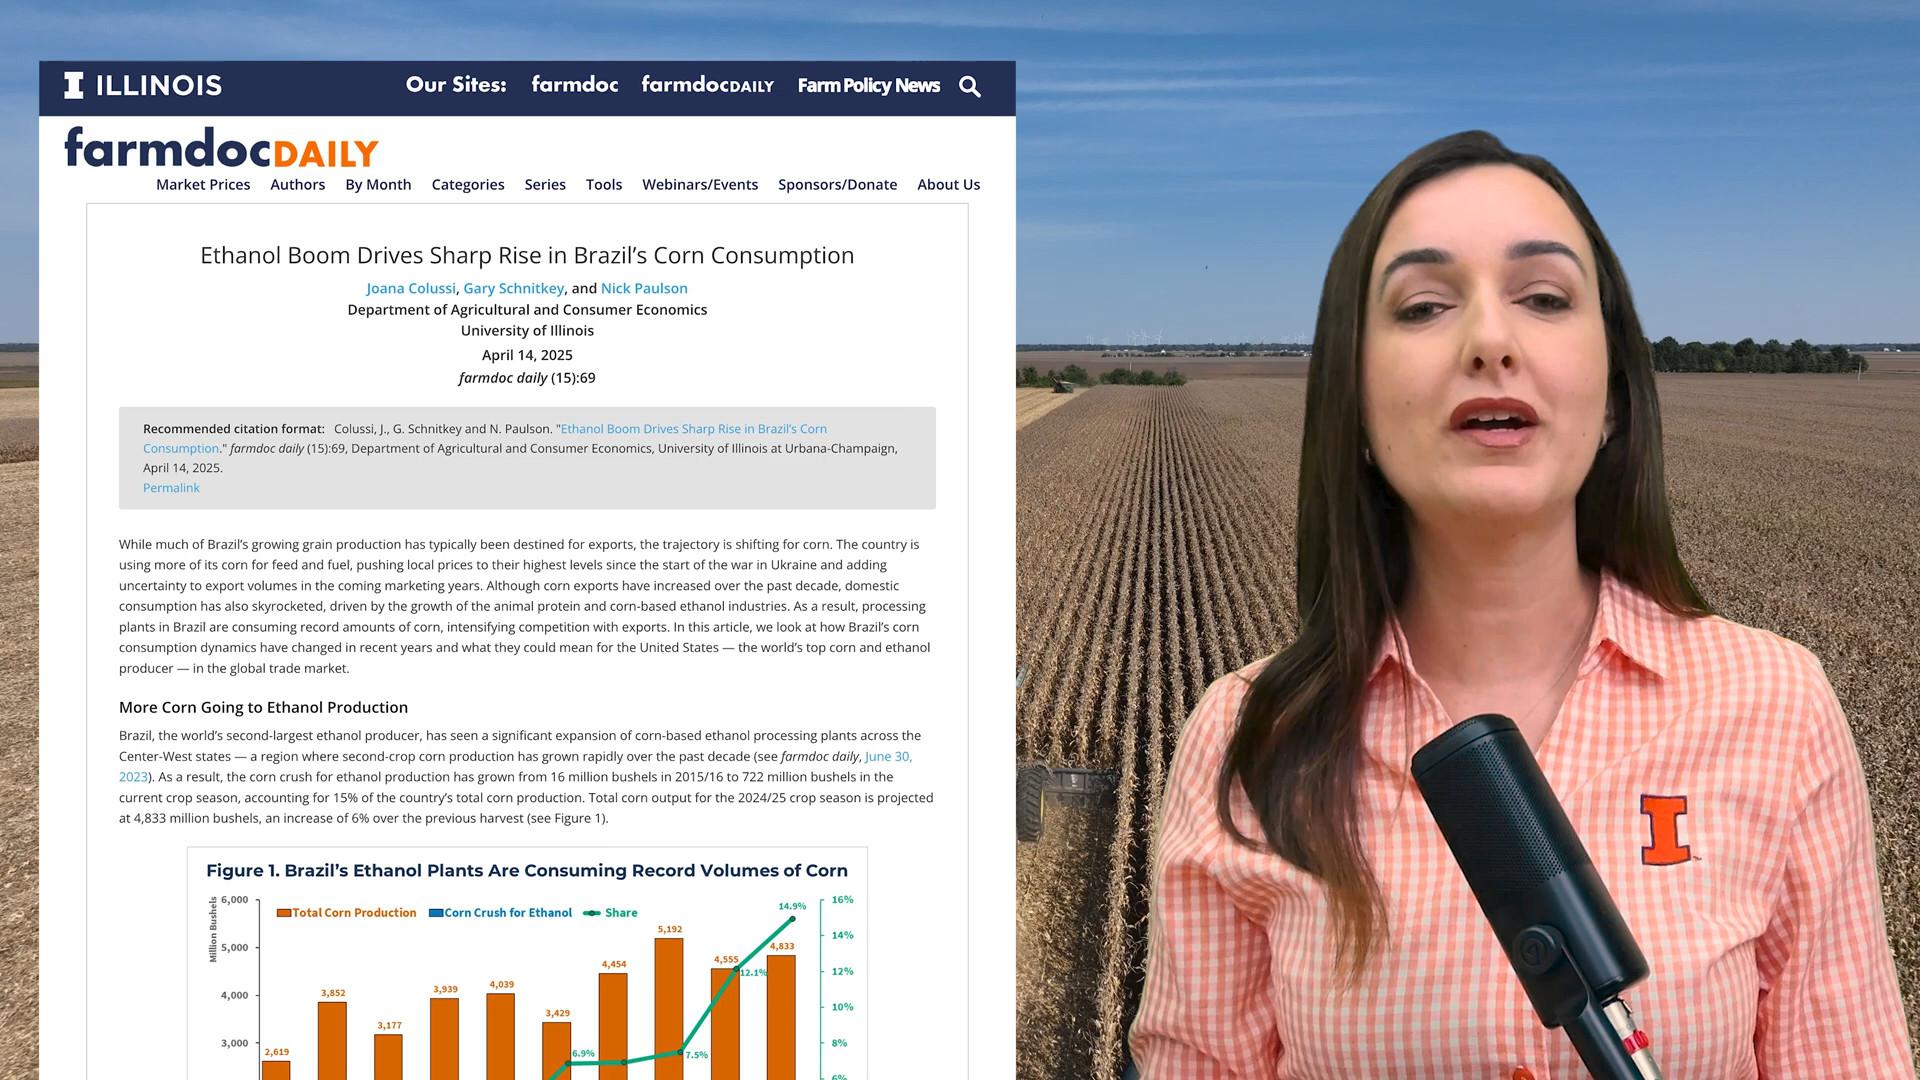 ILLINOIS
Our Sites: farmdoc farmdocDAILY Farm Policy News
farmdocDAILY
Market Prices Authors By Month Categories Series Tools Webinars/Events Sponsors/Donate About Us
Ethanol Boom Drives Sharp Rise in Brazil’s Corn Consumption
Joana Colussi, Gary Schnitkey, and Nick Paulson
Department of Agricultural and Consumer Economics
University of Illinois
April 14, 2025
farmdoc daily (15):69
Recommended citation format: Colussi, J., G. Schnitkey and N. Paulson. "Ethanol Boom Drives Sharp Rise in Brazil’s Corn
Consumption." farmdoc daily (15):69, Department of Agricultural and Consumer Economics, University of Illinois at Urbana-Champaign,
April 14, 2025.
Permalink
While much of Brazil’s growing grain production has typically been destined for exports, the trajectory is shifting for corn. The country is
using more of its corn for feed and fuel, pushing local prices to their highest levels since the start of the war in Ukraine and adding
uncertainty to export volumes in the coming marketing years. Although corn exports have increased over the past decade, domestic
consumption has also skyrocketed, driven by the growth of the animal protein and corn-based ethanol industries. As a result, processing
plants in Brazil are consuming record amounts of corn, intensifying competition with exports. In this article, we look at how Brazil’s corn
consumption dynamics have changed in recent years and what they could mean for the United States — the world’s top corn and ethanol
producer — in the global trade market.
More Corn Going to Ethanol Production
Brazil, the world’s second-largest ethanol producer, has seen a significant expansion of corn-based ethanol processing plants across the
Center-West states — a region where second-crop corn production has grown rapidly over the past decade (see farmdoc daily, June 30,
2023). As a result, the corn crush for ethanol production has grown from 16 million bushels in 2015/16 to 722 million bushels in the
current crop season, accounting for 15% of the country’s total corn production. Total corn output for the 2024/25 crop season is projected
at 4,833 million bushels, an increase of 6% over the previous harvest (see Figure 1).
Figure 1. Brazil’s Ethanol Plants Are Consuming Record Volumes of Corn
Million Bushels
6,000
5,000
4,000
3,000
Total Corn Production Corn Crush for Ethanol Share
2,619
3,852
3,177
3,939
4,039
3,429
4,454
5,192
4,555
4,833
6.9%
7.5%
12.1%
14.9%
16%
14%
12%
10%
8%
6%
I